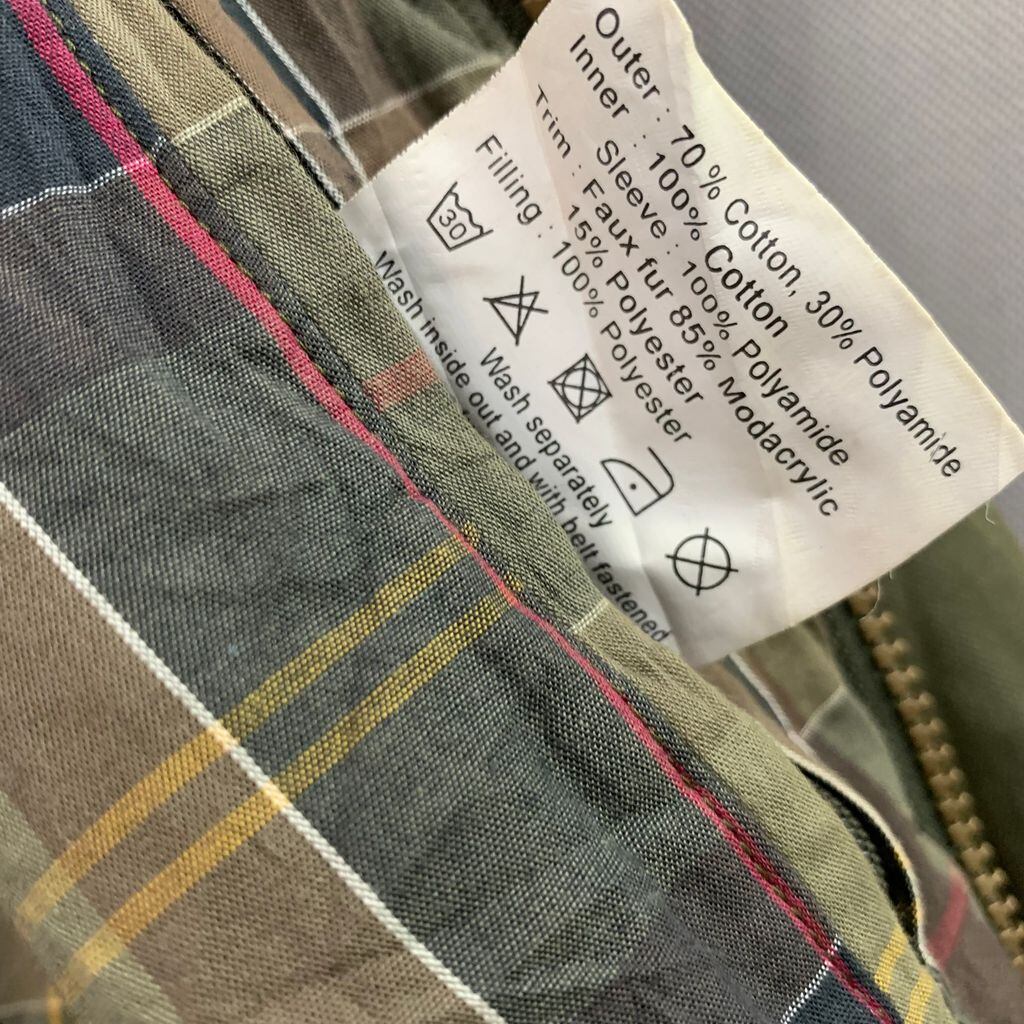 Outer : 70 % Cotton, 30% Polyamide
Inner : 100% Cotton
Sleeve : 100% Polyamide
Trim : Faux fur 85% Modacrylic
15% Polyester
Filling : 100% Polyester
30
Wash separately
Wash inside out and with belt fastened